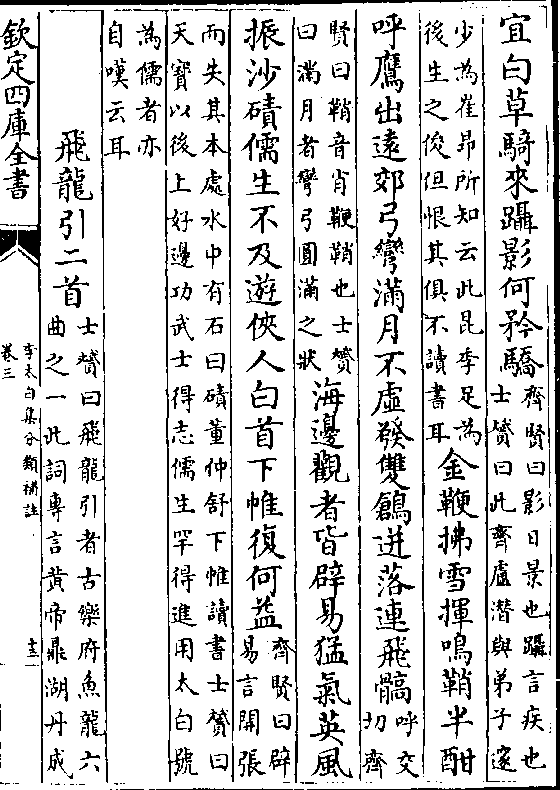 宜白草騎來躡影何矜驕齊賢曰影日景也躡言疾也士贇曰此齊盧潛與弟子邃
少為崔昂所知云此昆季足為後生之俊但恨其俱不讀書耳金鞭拂雪揮鳴鞘半酣
呼鷹出遠郊弓彎滿月不虛發雙鶬迸落連飛髇呼交切齊
賢曰鞘音肖鞭鞘也士贇曰滿月者彎弓圓滿之狀海邊觀者皆辟易猛氣英風
振沙磧儒生不及遊俠人白首下帷復何益齊賢曰辟易言開張
而失其本處水中有石曰磧董仲舒下帷讀書士贇曰天寶以後上好邊功武士得志儒生罕得進用太白號
為儒者亦自嘆云耳
飛龍引二首士贇曰飛龍引者古樂府魚龍六曲之一此詞專言黃帝鼎湖丹成
欽定四庫全書
李太白集分類補註
卷三
十三